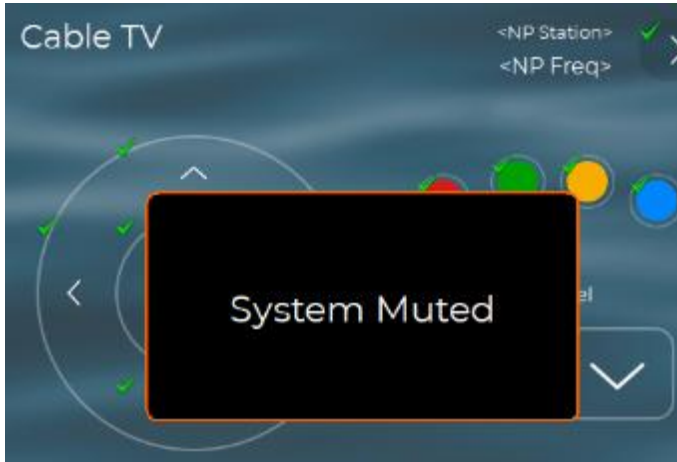 Cable TV
<NP Station>
<NP Freq>
System Muted